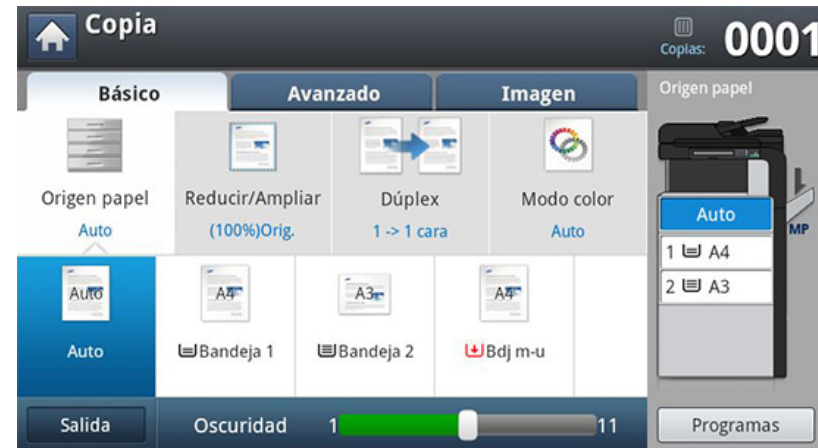 Copia
Copias: 0001
Básico Avanzado Imagen
Origen papel
Origen papel Reducir/Ampliar Dúplex Modo color
Auto (100%)Orig. 1 -> 1 cara Auto
Auto
MP
1 A4
2 A3
Auto A4 A3 A4
Auto Bandeja 1 Bandeja 2 Bdj m-u
Salida Oscuridad 1 11 Programas